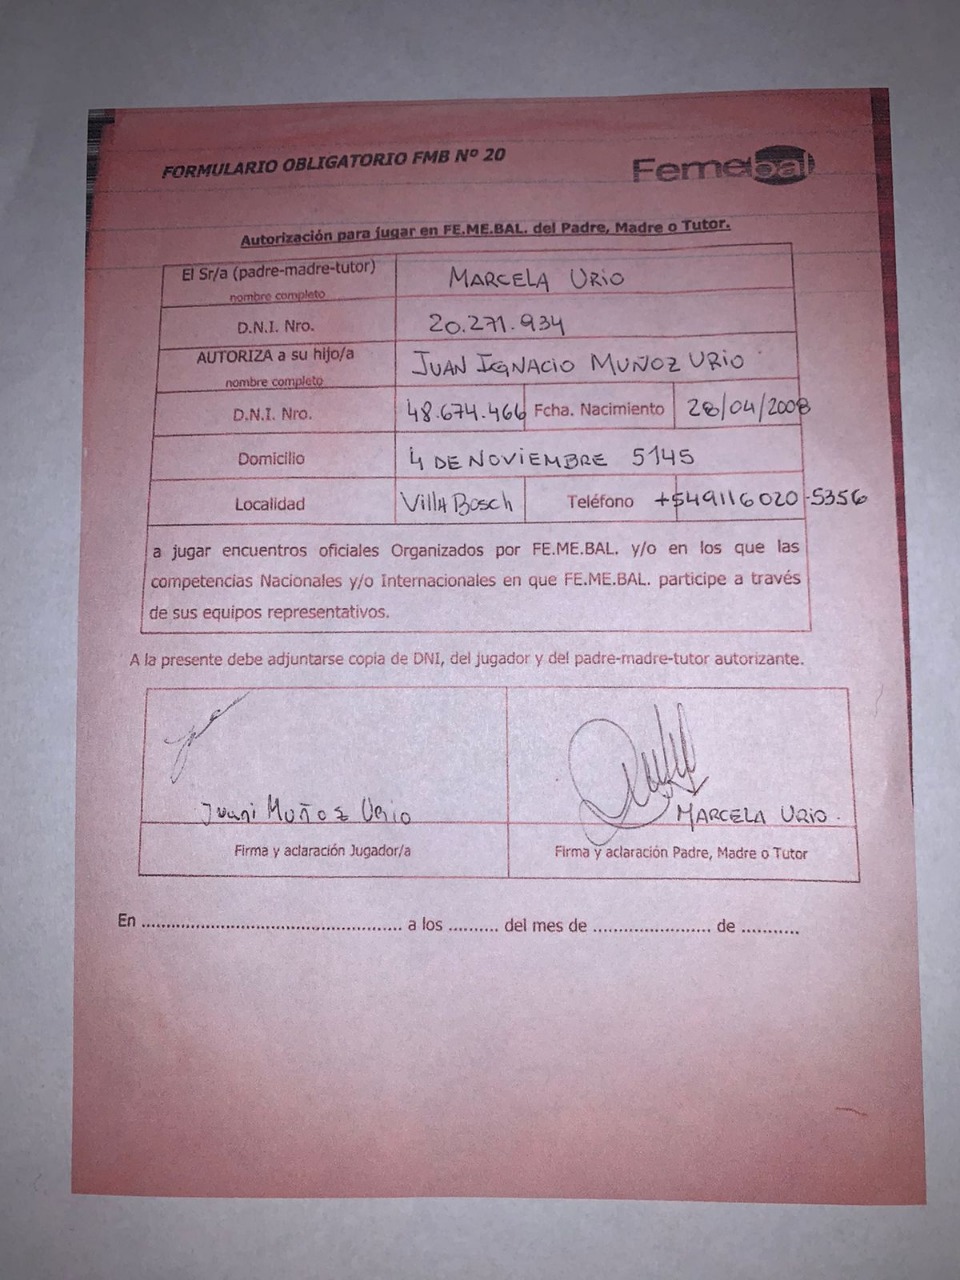 FORMULARIO OBLIGATORIO FMB Nº 20
Femebal
Autorización para jugar en FE.ME.BAL. del Padre, Madre o Tutor.
El Sr/a (padre-madre-tutor) MARCELA URIO
nombre completo
D.N.I. Nro. 20.271.934
AUTORIZA a su hijo/a JUAN IGNACIO MUÑOZ URIO
nombre completo
D.N.I. Nro. 48.674.466 Fcha. Nacimiento 28/04/2008
Domicilio 4 DE NOVIEMBRE 5145
Localidad Villa Bosch Teléfono +549116020-5356
a jugar encuentros oficiales Organizados por FE.ME.BAL. y/o en los que las
competencias Nacionales y/o Internacionales en que FE.ME.BAL. participe a través
de sus equipos representativos.
A la presente debe adjuntarse copia de DNI, del jugador y del padre-madre-tutor autorizante.
Juani Muñoz Urio MARCELA URIO.
Firma y aclaración Jugador/a Firma y aclaración Padre, Madre o Tutor
En .................................................... a los .......... del mes de ........................ de ............